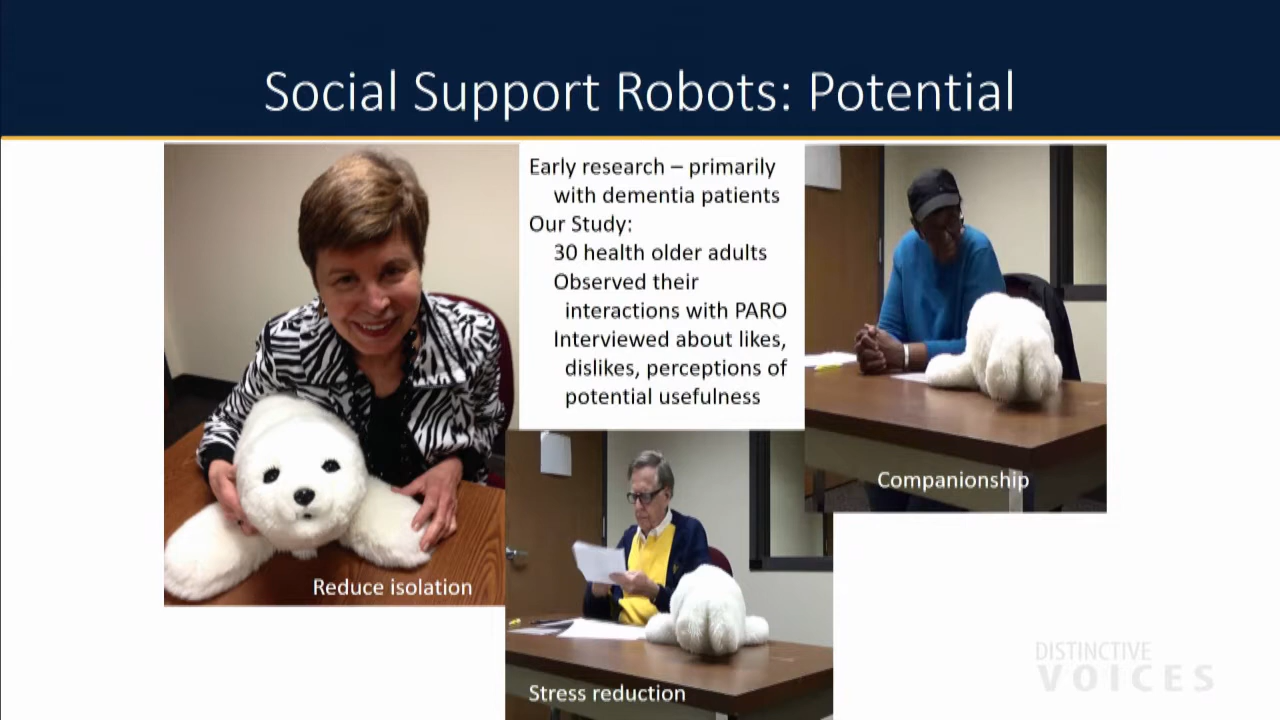 Social Support Robots: Potential
Early research – primarily
with dementia patients
Our Study:
30 health older adults
Observed their
interactions with PARO
Interviewed about likes,
dislikes, perceptions of
potential usefulness
Companionship
Reduce isolation
Stress reduction
DISTINCTIVE
VOICES